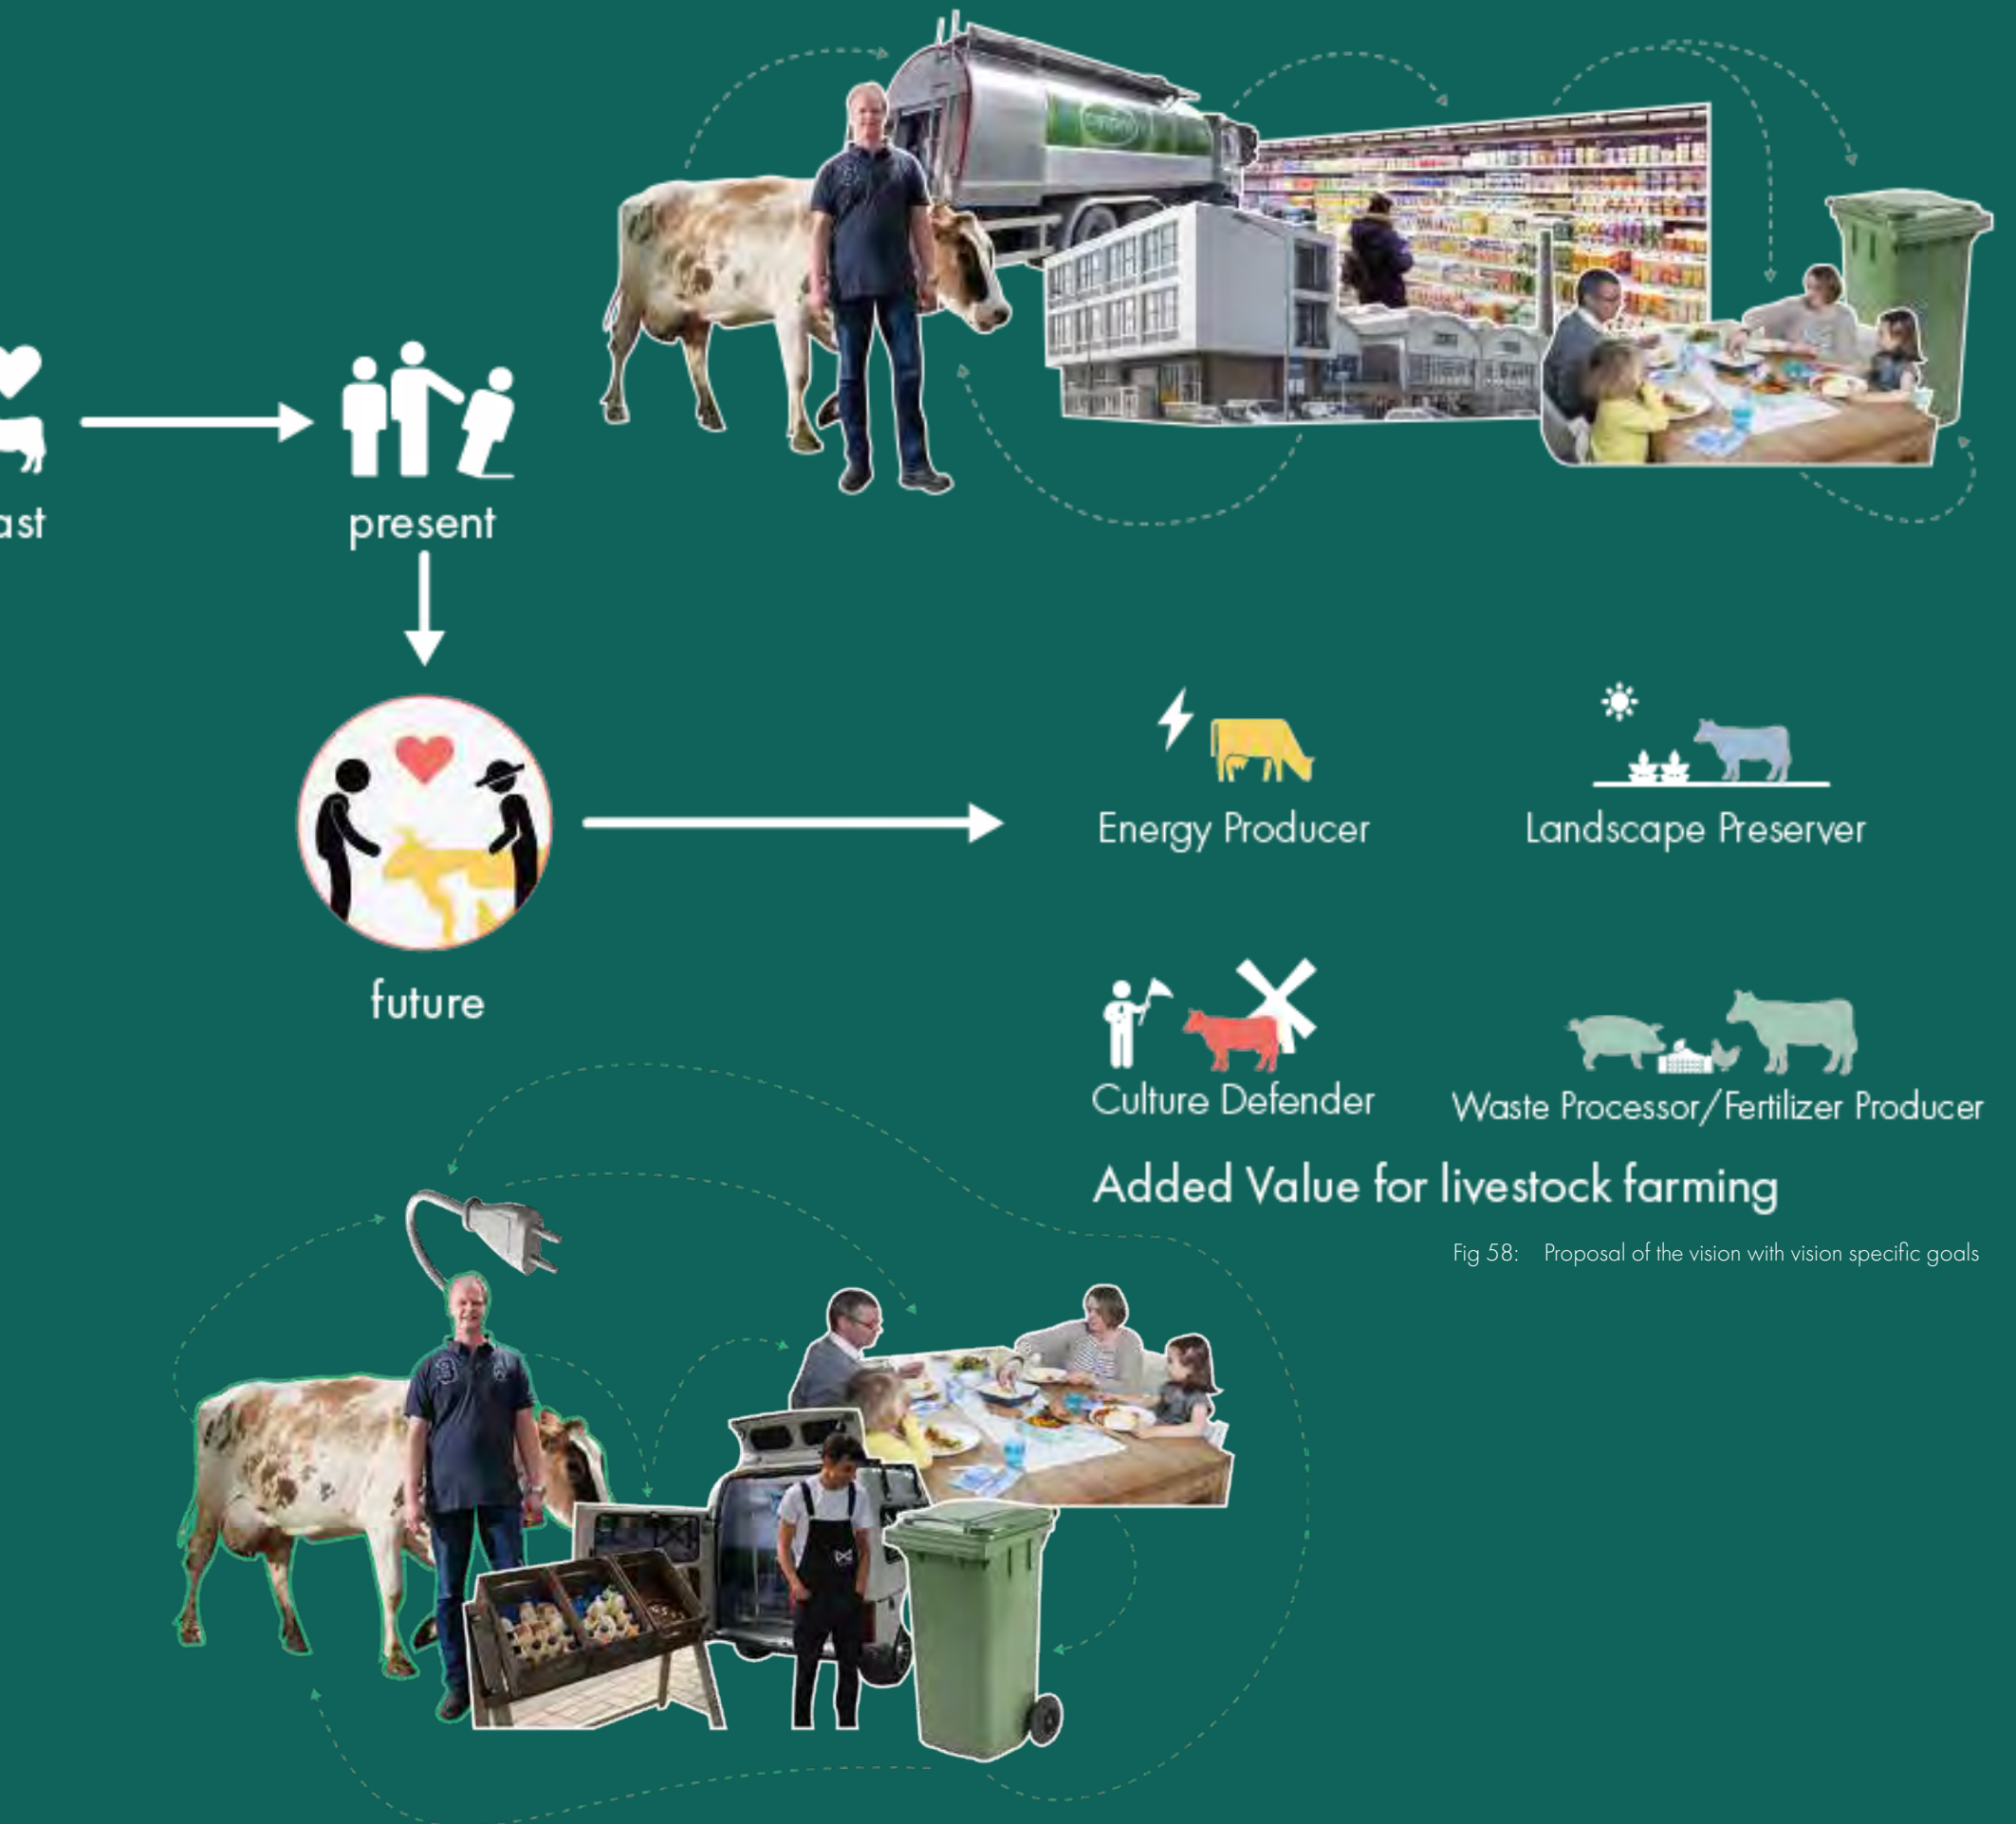 ast
present
future
Energy Producer
Landscape Preserver
Culture Defender
Waste Processor/Fertilizer Producer
Added Value for livestock farming
Fig 58: Proposal of the vision with vision specific goals